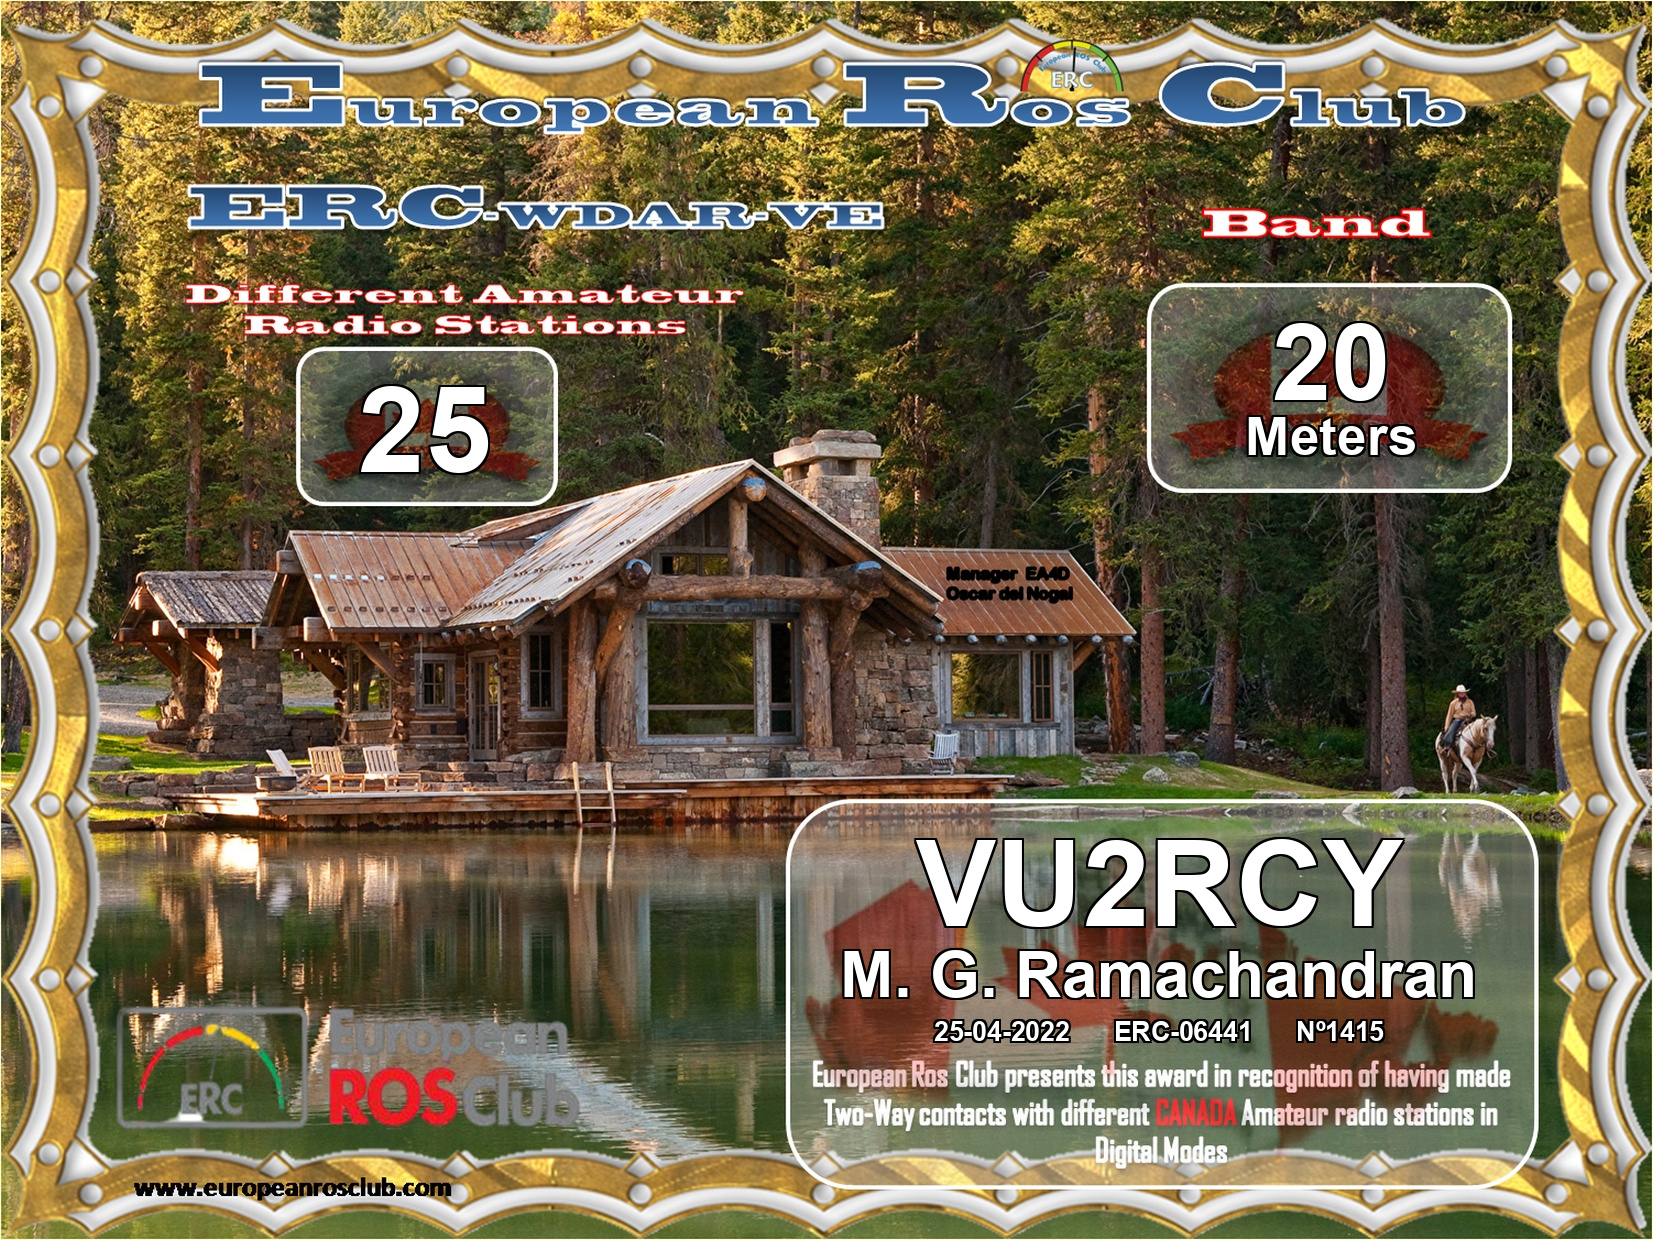 European Ros Club
ERC
ERC-WDAR-VE
Band
Different Amateur
Radio Stations
25
20
Meters
Manager EA4D
Oscar del Nogal
VU2RCY
M. G. Ramachandran
25-04-2022 ERC-06441 Nº1415
European Ros Club presents this award in recognition of having made
Two-Way contacts with different CANADA Amateur radio stations in
Digital Modes
European
ROSClub
ERC
www.europeanrosclub.com